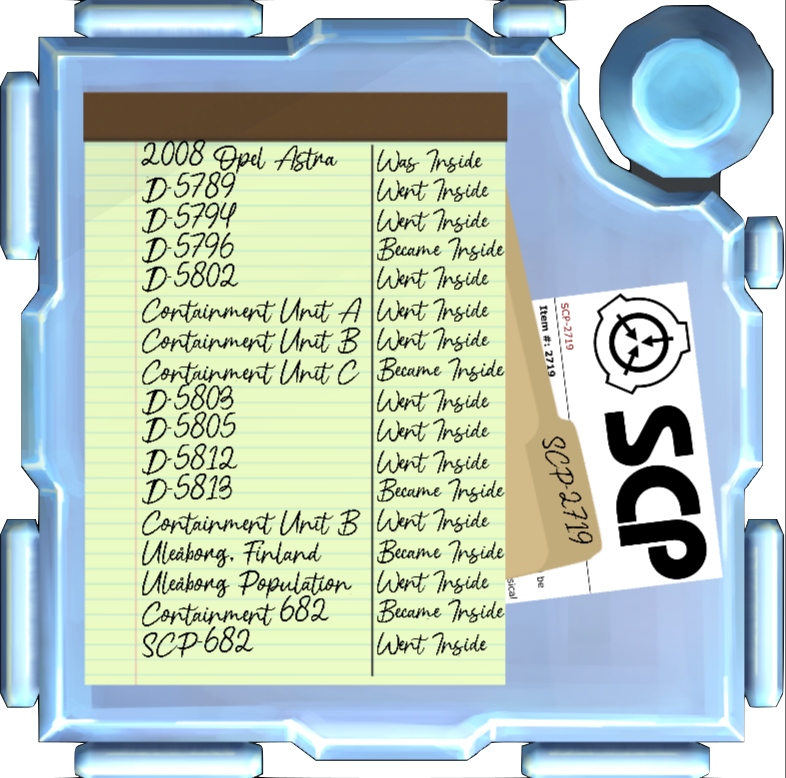 2008 Opel Astra Was Inside
D-5789 Went Inside
D-5794 Went Inside
D-5796 Became Inside
D-5802 Went Inside
Containment Unit A Went Inside
Containment Unit B Went Inside
Containment Unit C Became Inside
D-5803 Went Inside
D-5805 Went Inside
D-5812 Went Inside
D-5813 Became Inside
Containment Unit B Went Inside
Uleåborg, Finland Became Inside
Uleåborg Population Went Inside
Containment 682 Became Inside
SCP-682 Went Inside
SCP-2719
SCP
SCP-2719
Item #: 2719
be
sical